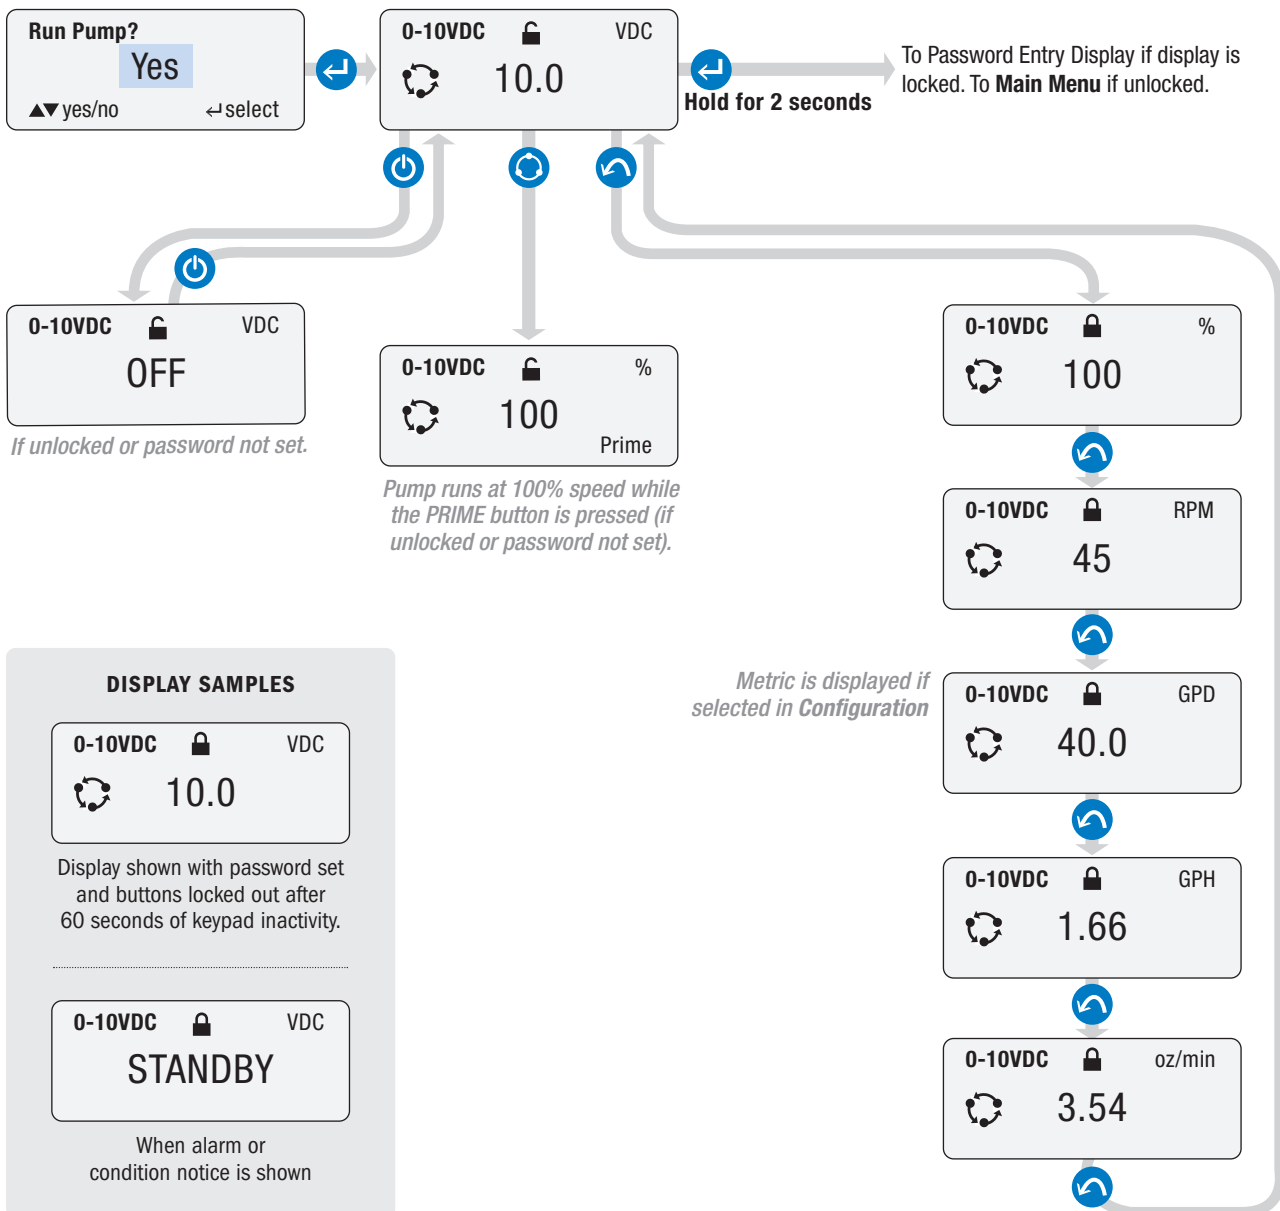 Run Pump?
Yes
▲▼ yes/no ↵ select
0-10VDC VDC
10.0
Hold for 2 seconds
To Password Entry Display if display is
locked. To Main Menu if unlocked.
0-10VDC VDC
OFF
If unlocked or password not set.
0-10VDC %
100
Prime
Pump runs at 100% speed while
the PRIME button is pressed (if
unlocked or password not set).
0-10VDC %
100
0-10VDC RPM
45
Metric is displayed if
selected in Configuration
0-10VDC GPD
40.0
0-10VDC GPH
1.66
0-10VDC oz/min
3.54
DISPLAY SAMPLES
0-10VDC VDC
10.0
Display shown with password set
and buttons locked out after
60 seconds of keypad inactivity.
0-10VDC VDC
STANDBY
When alarm or
condition notice is shown